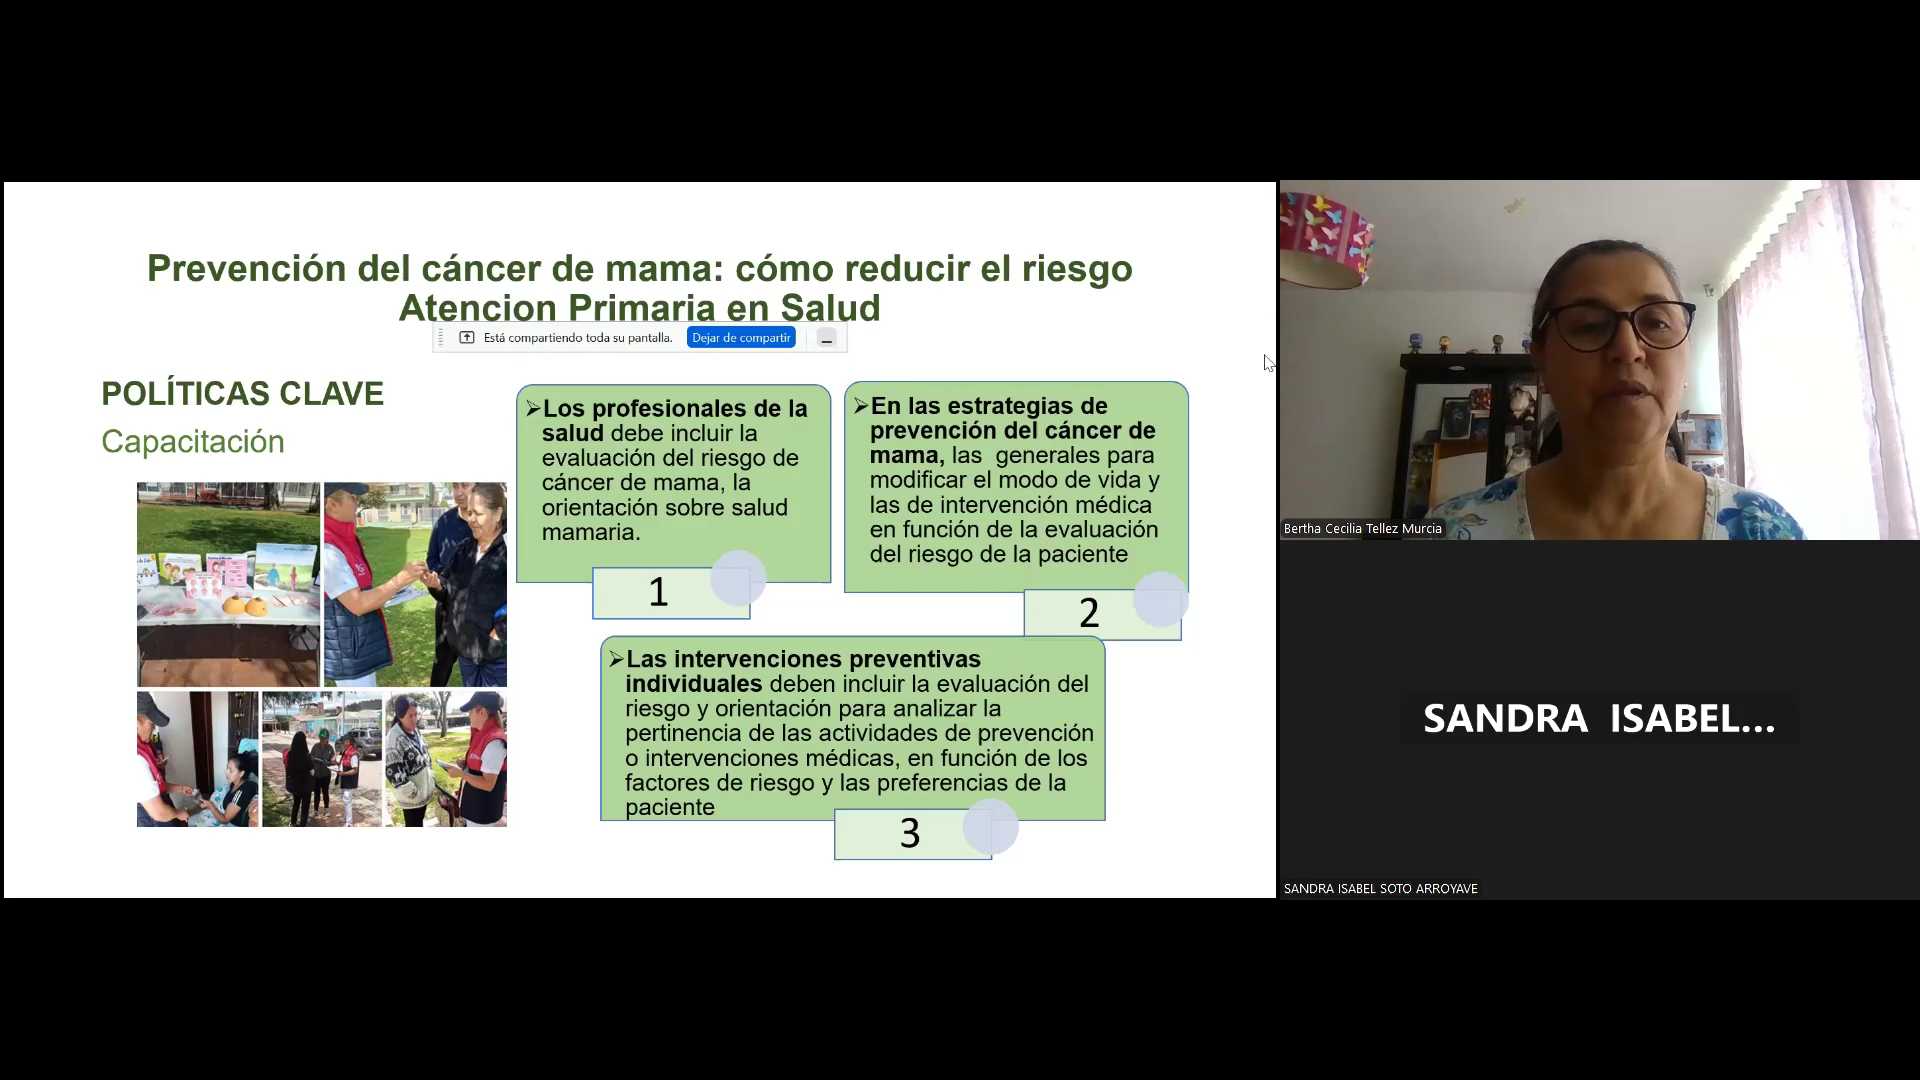 Prevención del cáncer de mama: cómo reducir el riesgo
Atencion Primaria en Salud
Está compartiendo toda su pantalla.
Dejar de compartir
POLÍTICAS CLAVE
Capacitación
Los profesionales de la
salud debe incluir la
evaluación del riesgo de
cáncer de mama, la
orientación sobre salud
mamaria.
1
En las estrategias de
prevención del cáncer de
mama, las generales para
modificar el modo de vida y
las de intervención médica
en función de la evaluación
del riesgo de la paciente
2
Las intervenciones preventivas
individuales deben incluir la evaluación del
riesgo y orientación para analizar la
pertinencia de las actividades de prevención
o intervenciones médicas, en función de los
factores de riesgo y las preferencias de la
paciente
3
Bertha Cecilia Tellez Murcia
SANDRA ISABEL...
SANDRA ISABEL SOTO ARROYAVE